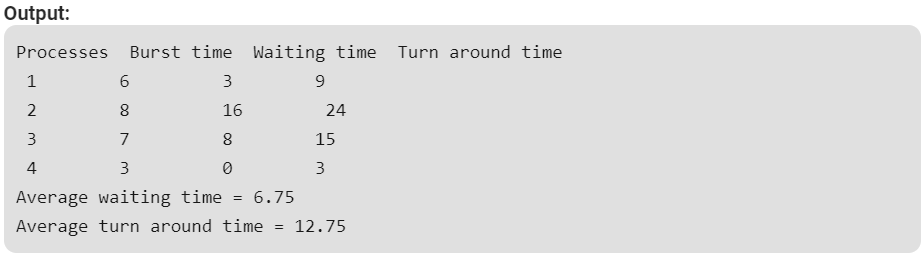 Output:
Processes  Burst time  Waiting time  Turn around time
1        6         3        9
2        8         16        24
3        7         8        15
4        3         0        3
Average waiting time = 6.75
Average turn around time = 12.75